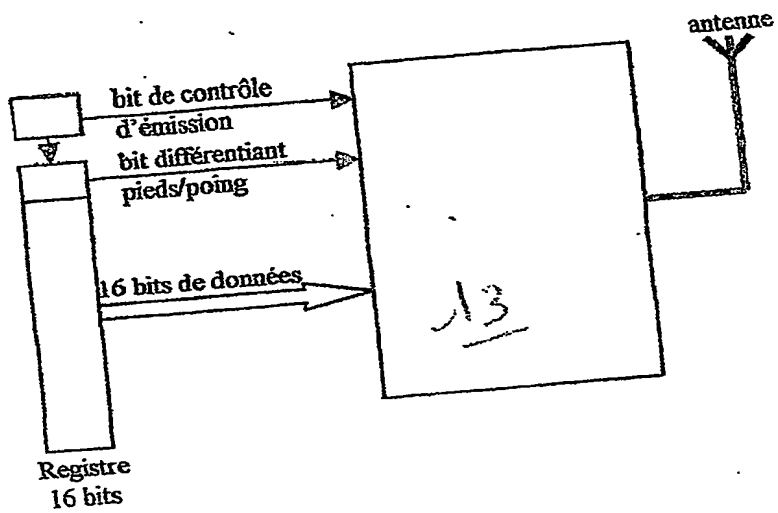 antenne
bit de contrôle
d'émission
bit différentiant
pieds/poing
16 bits de données
13
Registre
16 bits